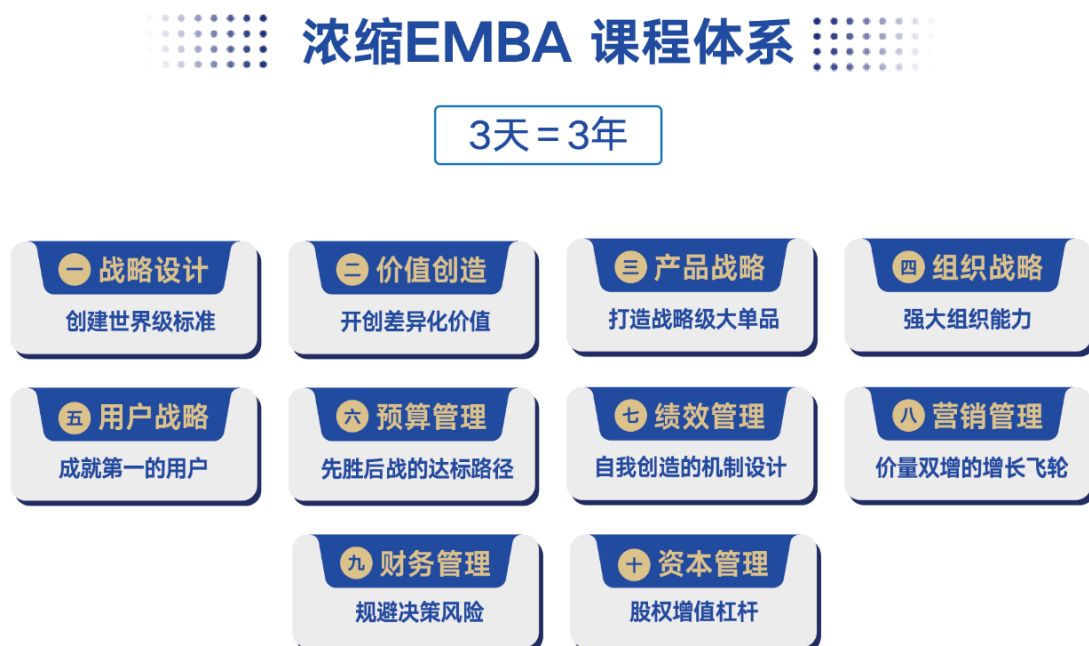 浓缩EMBA 课程体系
3天=3年
一 战略设计
创建世界级标准
二 价值创造
开创差异化价值
三 产品战略
打造战略级大单品
四 组织战略
强大组织能力
五 用户战略
成就第一的用户
六 预算管理
先胜后战的达标路径
七 绩效管理
自我创造的机制设计
八 营销管理
价量双增的增长飞轮
九 财务管理
规避决策风险
十 资本管理
股权增值杠杆